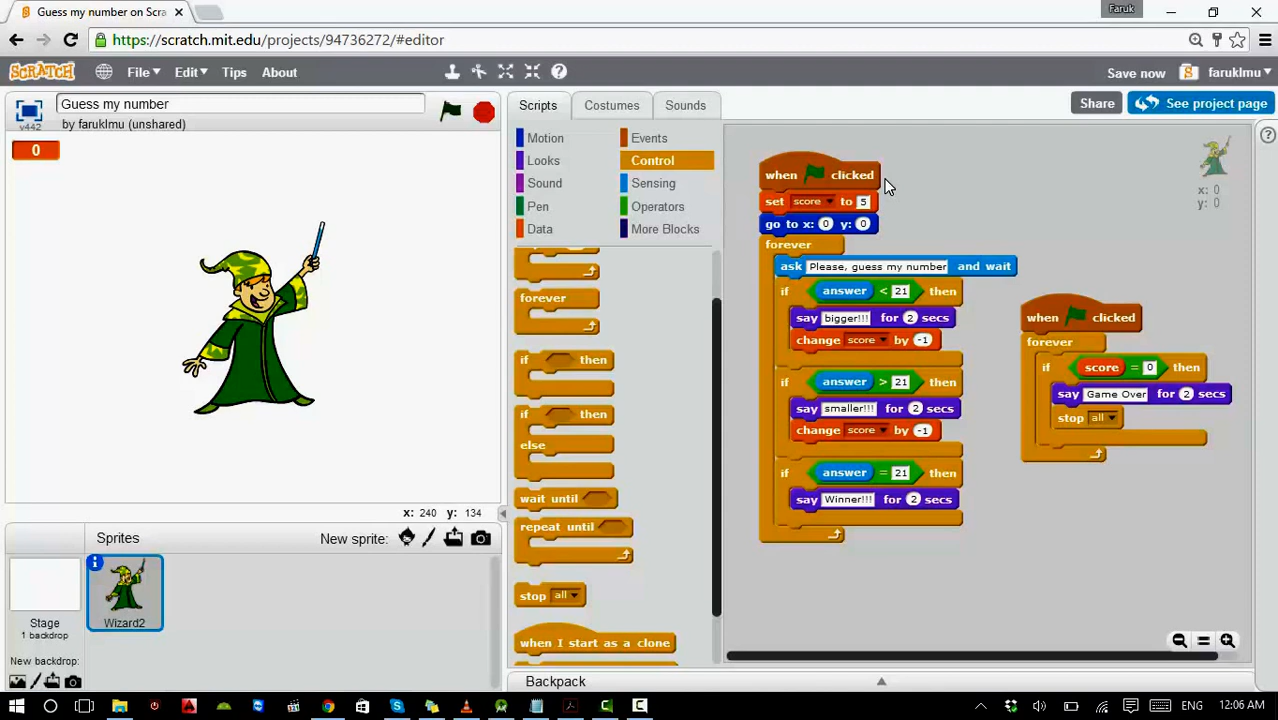 Guess my number on Scra
Faruk
https://scratch.mit.edu/projects/94736272/#editor
SCRATCH
File
Edit
Tips
About
Save now
faruklmu
v442
Guess my number
by faruklmu (unshared)
Scripts
Costumes
Sounds
Share
See project page
0
Motion
Events
Looks
Control
Sound
Sensing
Pen
Operators
Data
More Blocks
forever
if then
if then
else
wait until
repeat until
stop all
when I start as a clone
when clicked
set score to 5
go to x: 0 y: 0
forever
ask Please, guess my number and wait
if answer < 21 then
say bigger!!! for 2 secs
change score by -1
if answer > 21 then
say smaller!!! for 2 secs
change score by -1
if answer = 21 then
say Winner!!! for 2 secs
when clicked
forever
if score = 0 then
say Game Over for 2 secs
stop all
x: 0
y: 0
x: 240 y: 134
Sprites
New sprite:
Stage
1 backdrop
New backdrop:
Wizard2
Backpack
ENG
12:06 AM